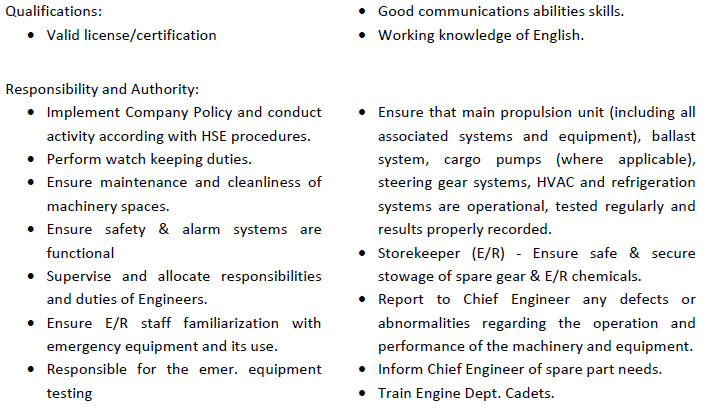 Qualifications:
• Valid license/certification
• Good communications abilities skills.
• Working knowledge of English.
Responsibility and Authority:
• Implement Company Policy and conduct
activity according with HSE procedures.
• Perform watch keeping duties.
• Ensure maintenance and cleanliness of
machinery spaces.
• Ensure safety & alarm systems are
functional
• Supervise and allocate responsibilities
and duties of Engineers.
• Ensure E/R staff familiarization with
emergency equipment and its use.
• Responsible for the emer. equipment
testing
• Ensure that main propulsion unit (including all
associated systems and equipment), ballast
system, cargo pumps (where applicable),
steering gear systems, HVAC and refrigeration
systems are operational, tested regularly and
results properly recorded.
• Storekeeper (E/R) - Ensure safe & secure
stowage of spare gear & E/R chemicals.
• Report to Chief Engineer any defects or
abnormalities regarding the operation and
performance of the machinery and equipment.
• Inform Chief Engineer of spare part needs.
• Train Engine Dept. Cadets.